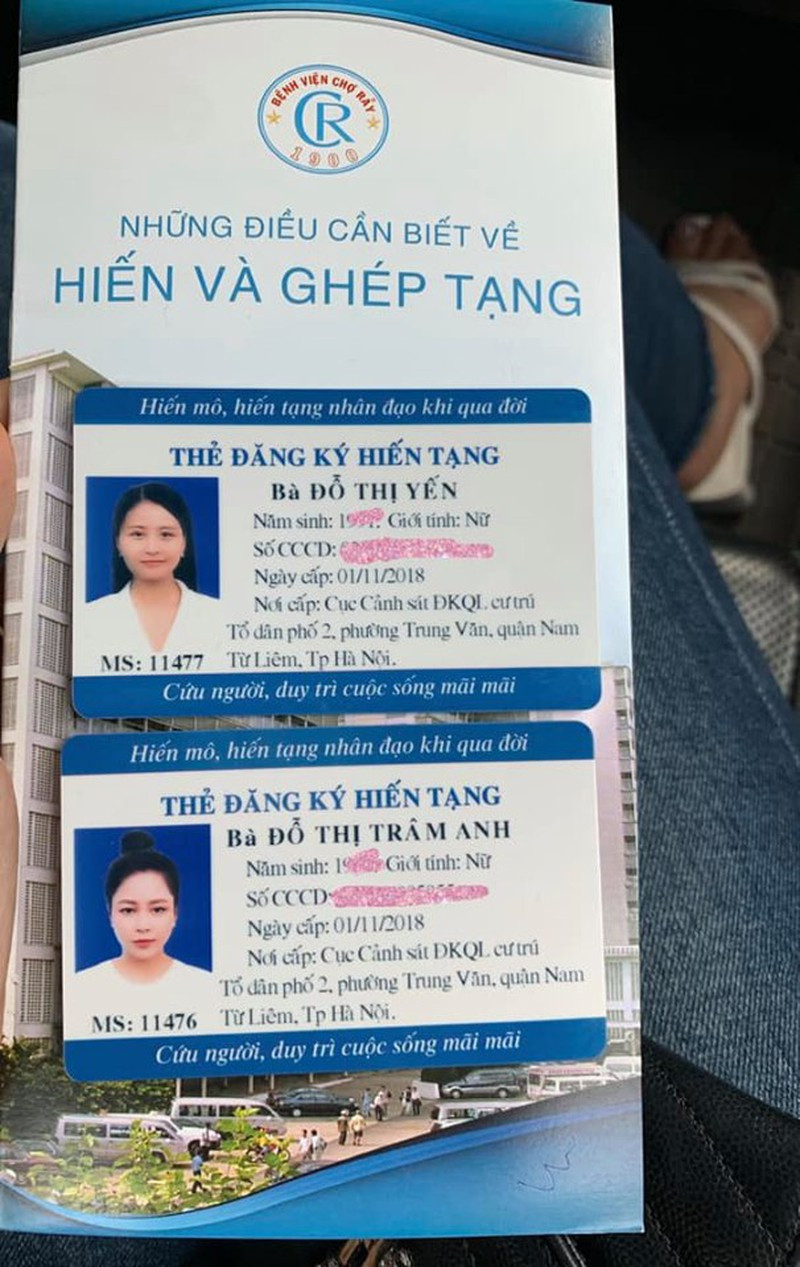 BỆNH VIỆN CHỢ RẪY
CR
1900
NHỮNG ĐIỀU CẦN BIẾT VỀ
HIẾN VÀ GHÉP TẠNG
Hiến mô, hiến tạng nhân đạo khi qua đời
THẺ ĐĂNG KÝ HIẾN TẠNG
Bà ĐỖ THỊ YẾN
Năm sinh: 19 Giới tính: Nữ
Số CCCD:
Ngày cấp: 01/11/2018
Nơi cấp: Cục Cảnh sát ĐKQL cư trú
Tổ dân phố 2, phường Trung Văn, quận Nam
MS: 11477 Từ Liêm, Tp Hà Nội.
Cứu người, duy trì cuộc sống mãi mãi
Hiến mô, hiến tạng nhân đạo khi qua đời
THẺ ĐĂNG KÝ HIẾN TẠNG
Bà ĐỖ THỊ TRÂM ANH
Năm sinh: 19 Giới tính: Nữ
Số CCCD:
Ngày cấp: 01/11/2018
Nơi cấp: Cục Cảnh sát ĐKQL cư trú
Tổ dân phố 2, phường Trung Văn, quận Nam
MS: 11476 Từ Liêm, Tp Hà Nội.
Cứu người, duy trì cuộc sống mãi mãi